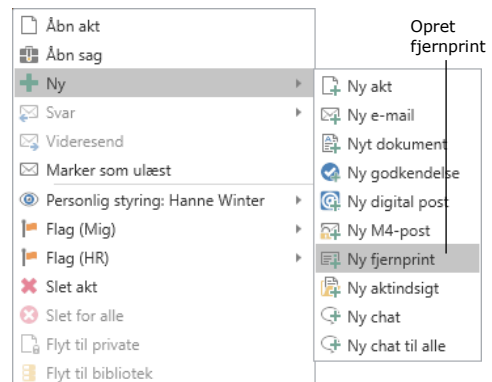 Åbn akt
Åbn sag
Ny
Svar
Videresend
Marker som ulæst
Personlig styring: Hanne Winter
Flag (Mig)
Flag (HR)
Slet akt
Slet for alle
Flyt til private
Flyt til bibliotek
Opret
fjernprint
Ny akt
Ny e-mail
Nyt dokument
Ny godkendelse
Ny digital post
Ny M4-post
Ny fjernprint
Ny aktindsigt
Ny chat
Ny chat til alle